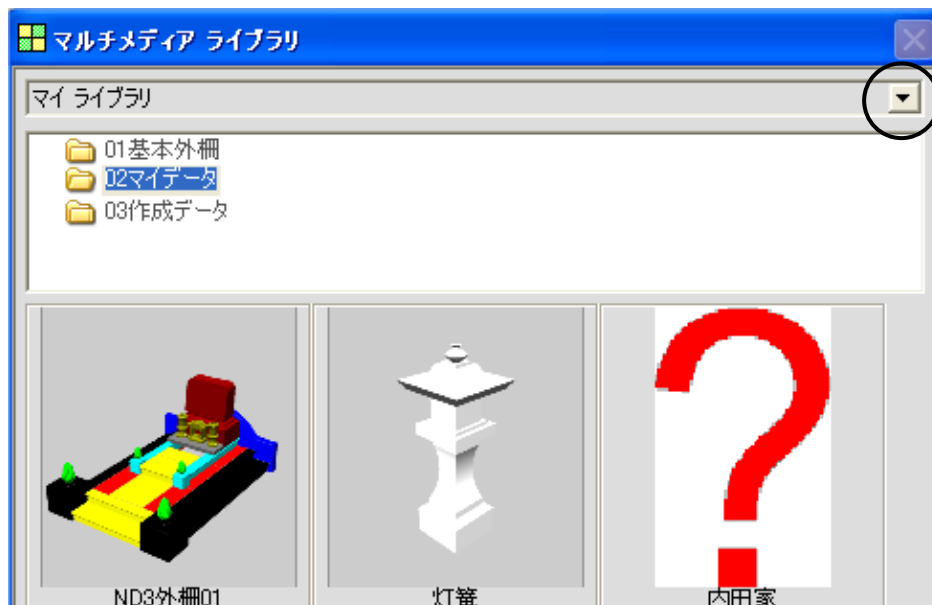 マルチメディア ライブラリ
マイ ライブラリ
01基本外柵
02マイデータ
03作成データ
ND3外柵01
灯篭
内田家